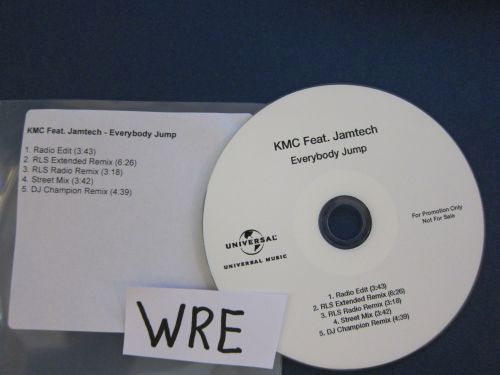 KMC Feat. Jamtech - Everybody Jump
1. Radio Edit (3:43)
2. RLS Extended Remix (6:26)
3. RLS Radio Remix (3:18)
4. Street Mix (3:42)
5. DJ Champion Remix (4:39)
KMC Feat. Jamtech
Everybody Jump
UNIVERSAL
UNIVERSAL MUSIC
For Promotion Only
Not For Sale
1. Radio Edit (3:43)
2. RLS Extended Remix (6:26)
3. RLS Radio Remix (3:18)
4. Street Mix (3:42)
5. DJ Champion Remix (4:39)
WRE